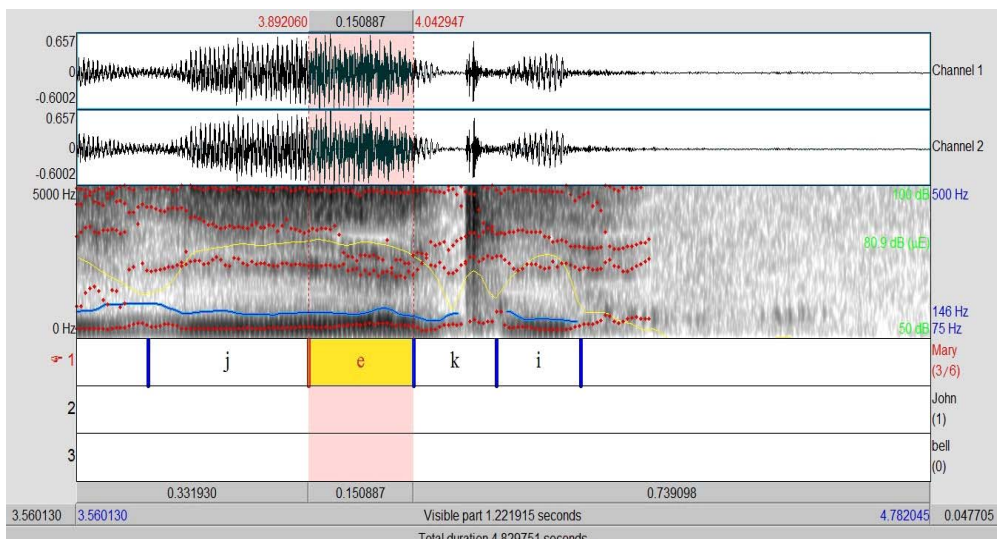 3.892060 0.150887 4.042947
0.657
0
-0.6002
Channel 1
0.657
0
-0.6002
Channel 2
5000 Hz 100 dB 500 Hz
80.9 dB (µE)
146 Hz
0 Hz 50 dB 75 Hz
1 j e k i Mary
(3/6)
2 John
(1)
3 bell
(0)
0.331930 0.150887 0.739098
3.560130 3.560130 Visible part 1.221915 seconds 4.782045 0.047705
Total duration 4.829751 seconds